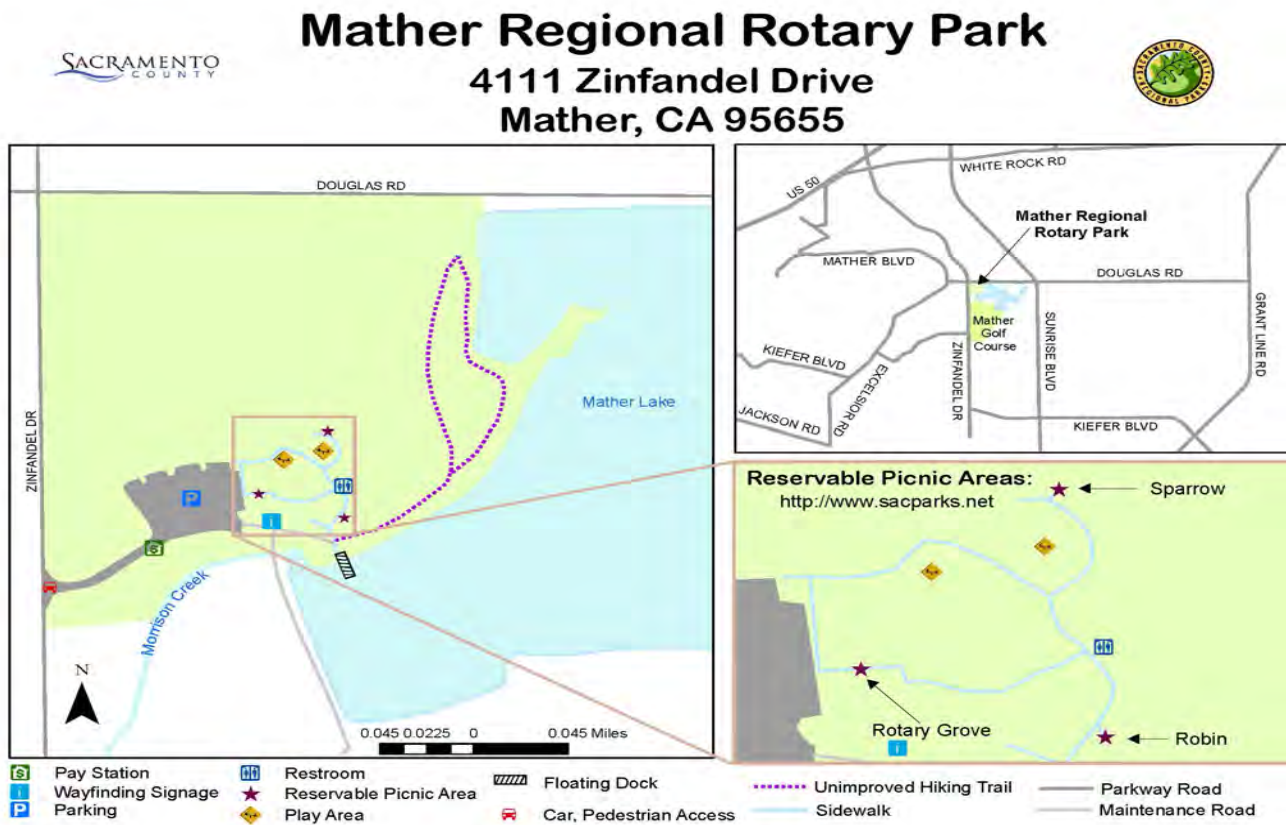 Mather Regional Rotary Park
4111 Zinfandel Drive
Mather, CA 95655
SACRAMENTO
COUNTY
SACRAMENTO COUNTY
REGIONAL PARKS
DOUGLAS RD
ZINFANDEL DR
Mather Lake
Morrison Creek
P
i
N
0.045 0.0225 0 0.045 Miles
US 50
WHITE ROCK RD
Mather Regional
Rotary Park
MATHER BLVD
DOUGLAS RD
Mather
Golf
Course
GRANT LINE RD
SUNRISE BLVD
ZINFANDEL DR
KIEFER BLVD
EXCELSIOR RD
JACKSON RD
KIEFER BLVD
Reservable Picnic Areas:
http://www.sacparks.net
Sparrow
Rotary Grove
Robin
i
Pay Station
i Wayfinding Signage
P Parking
Restroom
Reservable Picnic Area
Play Area
Floating Dock
Car, Pedestrian Access
Unimproved Hiking Trail
Sidewalk
Parkway Road
Maintenance Road